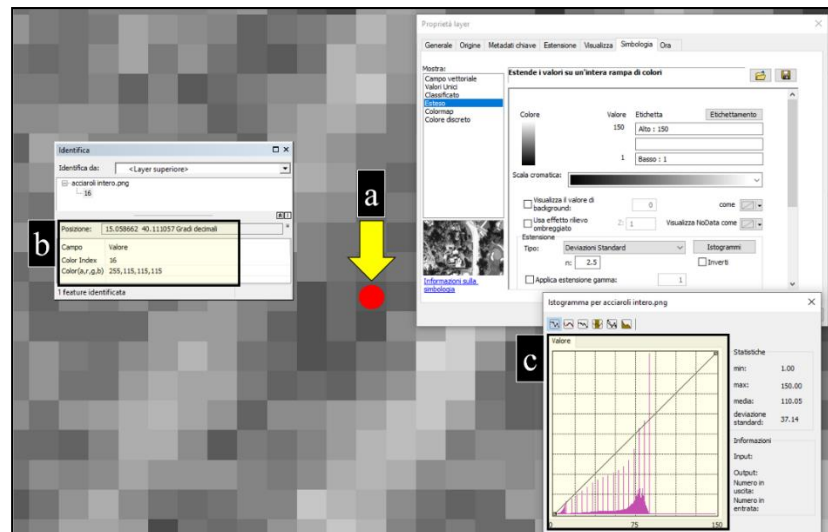 Proprietà layer
Generale Origine Metadati chiave Estensione Visualizza Simbologia Ora
Mostra:
Campo vettoriale
Valori Unici
Classificato
Esteso
Colormap
Colore discreto
Estende i valori su un'intera rampa di colori
Colore Valore Etichetta Etichettamento
150 Alto : 150
1 Basso : 1
Scala cromatica:
Visualizza il valore di background: 0 come
Usa effetto rilievo ombreggiato Z: 1 Visualizza NoData come
Estensione
Tipo: Deviazioni Standard Istogrammi
n: 2.5 Inverti
Applica estensione gamma: 1
Informazioni sulla simbologia
Identifica
Identifica da: <Layer superiore>
acciaroli intero.png
16
Posizione: 15.058662 40.111057 Gradi decimali
Campo Valore
Color Index 16
Color(a,r,g,b) 255,115,115,115
1 feature identificata
a
b
c
Istogramma per acciaroli intero.png
Valore
0 75 150
Statistiche
min: 1.00
max: 150.00
media: 110.05
deviazione standard: 37.14
Informazioni
Input:
Output:
Numero in uscita:
Numero in entrata: